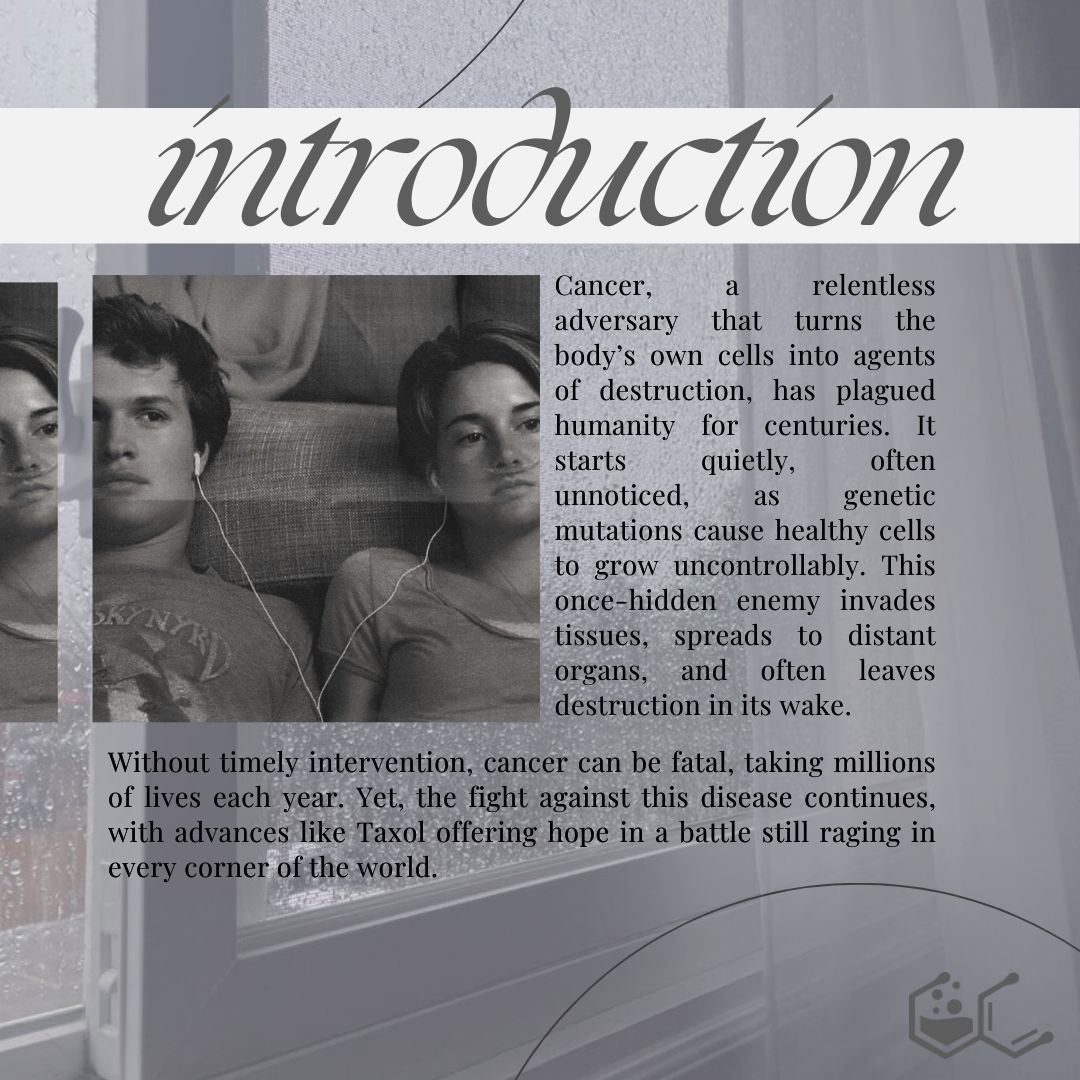 introduction
Cancer, a relentless
adversary that turns the
body’s own cells into agents
of destruction, has plagued
humanity for centuries. It
starts quietly, often
unnoticed, as genetic
mutations cause healthy cells
to grow uncontrollably. This
once-hidden enemy invades
tissues, spreads to distant
organs, and often leaves
destruction in its wake.
SKYNYRD
Without timely intervention, cancer can be fatal, taking millions
of lives each year. Yet, the fight against this disease continues,
with advances like Taxol offering hope in a battle still raging in
every corner of the world.